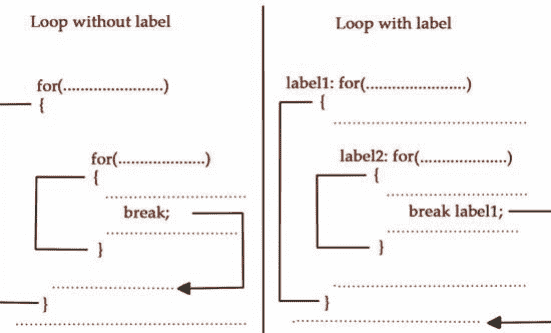 Loop without label
for(.......................)
{
for(....................)
{
................................
break;
..............................
}
............................
}
.....................................................
Loop with label
label1: for(.......................)
{
............................................
label2: for(....................)
{
................................
break label1;
..............................
}
............................................
}
...........................................